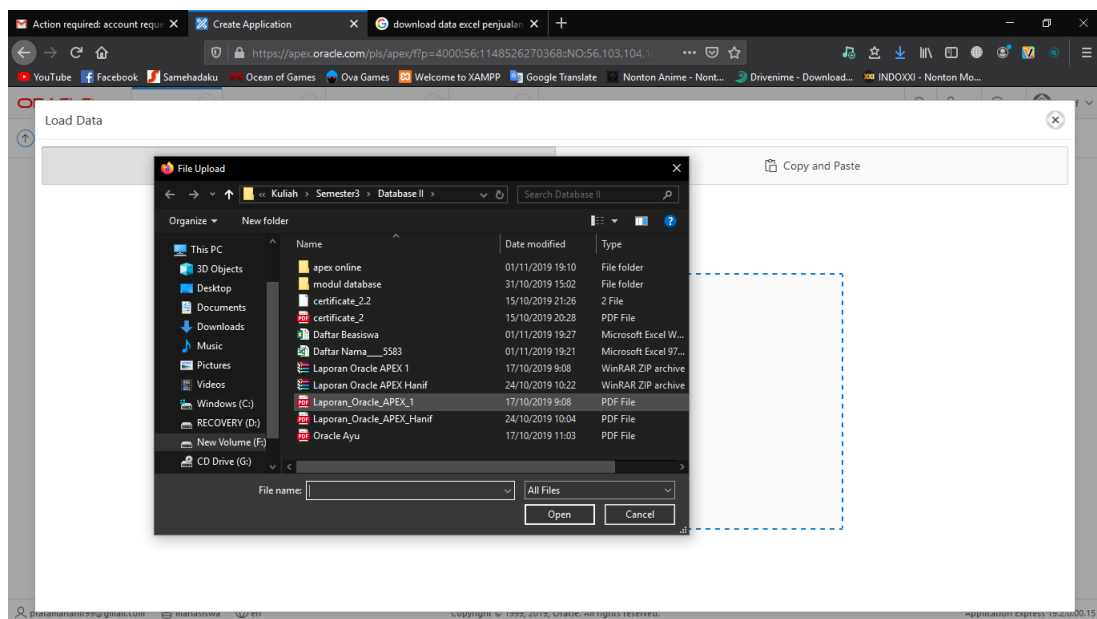 Action required: account reque
Create Application
download data excel penjualan
https://apex.oracle.com/pls/apex/f?p=4000:56:1148526270368::NO:56,103,104,1
YouTube Facebook Samehadaku Ocean of Games Ova Games Welcome to XAMPP Google Translate Nonton Anime - Nont... Drivenime - Download... INDOXXI - Nonton Mo...
Load Data
Copy and Paste
File Upload
« Kuliah › Semester3 › Database II ›
Search Database II
Organize New folder
This PC
3D Objects
Desktop
Documents
Downloads
Music
Pictures
Videos
Windows (C:)
RECOVERY (D:)
New Volume (F:)
CD Drive (G:)
Name Date modified Type
apex online 01/11/2019 19:10 File folder
modul database 31/10/2019 15:02 File folder
certificate_2.2 15/10/2019 21:26 2 File
certificate_2 15/10/2019 20:28 PDF File
Daftar Beasiswa 01/11/2019 19:27 Microsoft Excel W...
Daftar Nama___5583 01/11/2019 19:21 Microsoft Excel 97...
Laporan Oracle APEX 1 17/10/2019 9:08 WinRAR ZIP archive
Laporan Oracle APEX Hanif 24/10/2019 10:22 WinRAR ZIP archive
Laporan_Oracle_APEX_1 17/10/2019 9:08 PDF File
Laporan_Oracle_APEX_Hanif 24/10/2019 10:04 PDF File
Oracle Ayu 17/10/2019 11:03 PDF File
File name:
All Files
Open Cancel
Copyright © 1999, 2019, Oracle. All rights reserved.